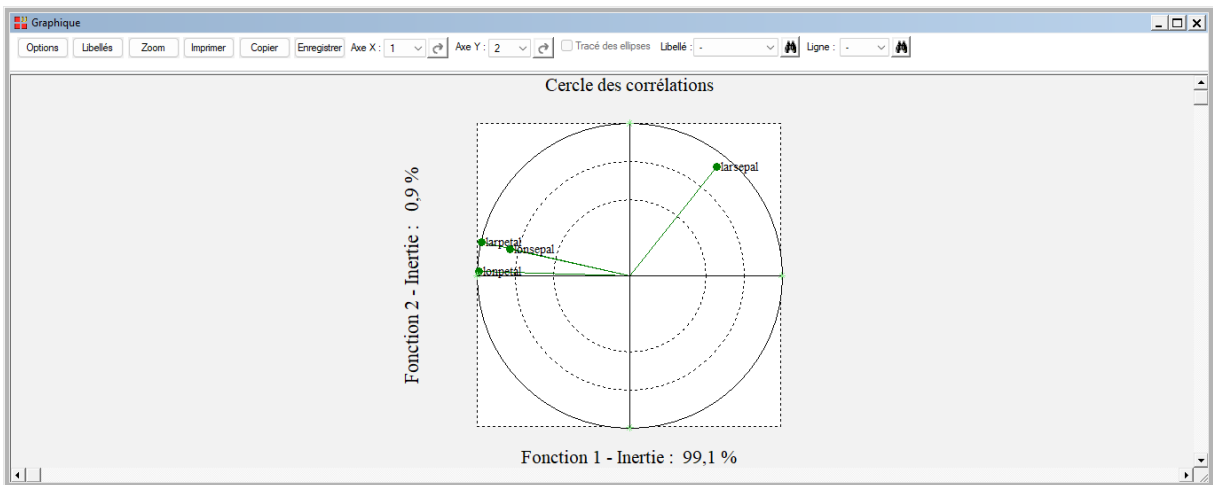 Graphique
Options Libellés Zoom Imprimer Copier Enregistrer Axe X : 1 Axe Y : 2 Tracé des ellipses Libellé : - Ligne : -
Cercle des corrélations
larsepal
larpetal
lonsepal
lonpetal
Fonction 2 - Inertie : 0,9 %
Fonction 1 - Inertie : 99,1 %